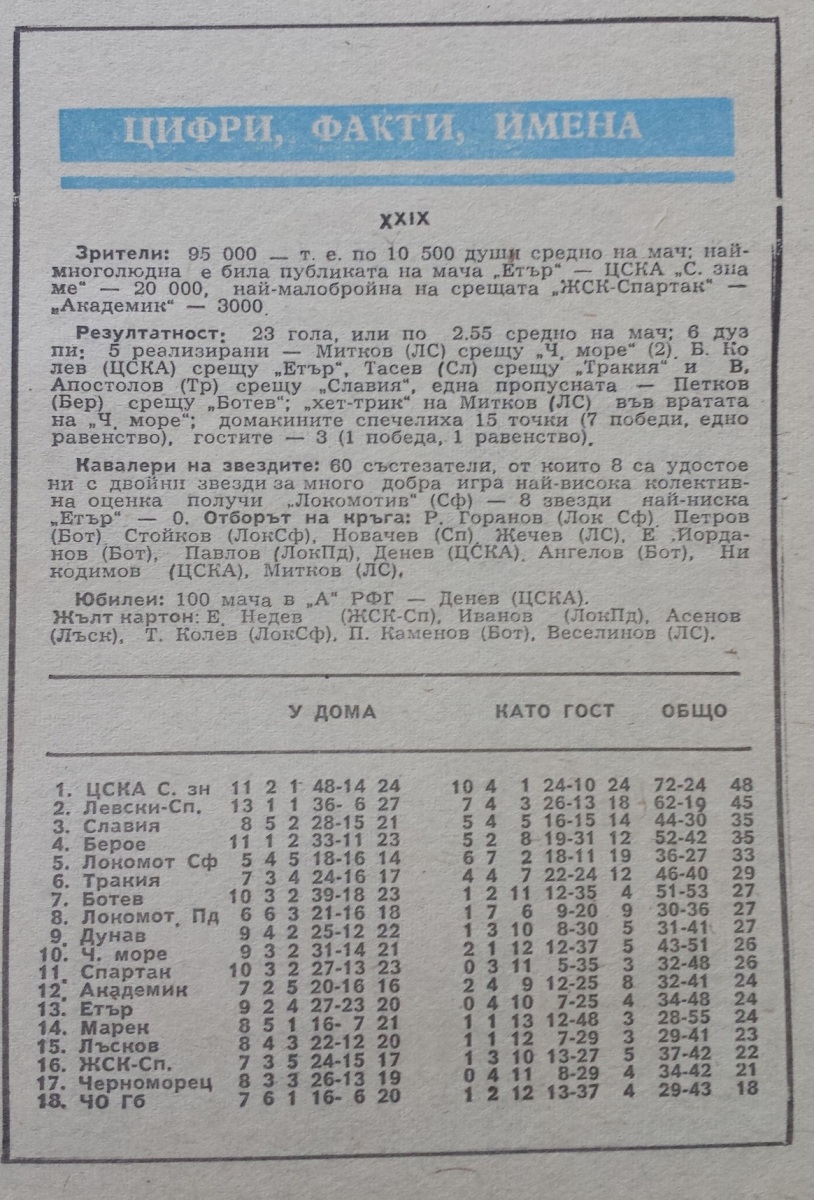 ЦИФРИ, ФАКТИ, ИМЕНА
XXIX
Зрители: 95 000 — т. е. по 10 500 души средно на мач; най-
многолюдна е била публиката на мача „Етър“ — ЦСКА „С. зна
ме“ — 20 000, най-малобройна на срещата „ЖСК-Спартак“ —
„Академик“ — 3000.
Резултатност: 23 гола, или по 2.55 средно на мач; 6 дуз
пи: 5 реализирани — Митков (ЛС) срещу „Ч. море“ (2). Б. Ко
лев (ЦСКА) срещу „Етър“, Тасев (Сл) срещу „Тракия“ и В.
Апостолов (Тр) срещу „Славия“, една пропусната — Петков
(Бер) срещу „Ботев“; „хет-трик“ на Митков (ЛС) във вратата
на „Ч. море“; домакините спечелиха 15 точки (7 победи, едно
равенство), гостите — 3 (1 победа, 1 равенство).
Кавалери на звездите: 60 състезатели, от които 8 са удостое
ни с двойни звезди за много добра игра най-висока колектив-
на оценка получи „Локомотив“ (Сф) — 8 звезди най-ниска
„Етър“ — 0. Отборът на кръга: Р. Горанов (Лок Сф). Петров
(Бот) Стойков (ЛокСф), Новачев (Сп) Жечев (ЛС), Е .Йорда-
нов (Бот), Павлов (ЛокПд), Денев (ЦСКА). Ангелов (Бот), Ни
кодимов (ЦСКА), Митков (ЛС),
Юбилеи: 100 мача в „А“ РФГ — Денев (ЦСКА).
Жълт картон: Е. Недев (ЖСК-Сп), Иванов (ЛокПд), Асенов
(Лъск), Т. Колев (ЛокСф), П. Каменов (Бот), Веселинов (ЛС).
У ДОМА КАТО ГОСТ ОБЩО
1. ЦСКА С. зн 11 2 1 48-14 24 10 4 1 24-10 24 72-24 48
2. Левски-Сп. 13 1 1 36- 6 27 7 4 3 26-13 18 62-19 45
3. Славия 8 5 2 28-15 21 5 4 5 16-15 14 44-30 35
4. Берое 11 1 2 33-11 23 5 2 8 19-31 12 52-42 35
5. Локомот Сф 5 4 5 18-16 14 6 7 2 18-11 19 36-27 33
6. Тракия 7 3 4 24-16 17 4 4 7 22-24 12 46-40 29
7. Ботев 10 3 2 39-18 23 1 2 11 12-35 4 51-53 27
8. Локомот. Пд 6 6 3 21-16 18 1 7 6 9-20 9 30-36 27
9. Дунав 9 4 2 25-12 22 1 3 10 8-30 5 31-41 27
10. Ч. море 9 3 2 31-14 21 2 1 12 12-37 5 43-51 26
11. Спартак 10 3 2 27-13 23 0 3 11 5-35 3 32-48 26
12. Академик 7 2 5 20-16 16 2 4 9 12-25 8 32-41 24
13. Етър 9 2 4 27-23 20 0 4 10 7-25 4 34-48 24
14. Марек 8 5 1 16- 7 21 1 1 13 12-48 3 28-55 24
15. Лъсков 8 4 3 22-12 20 1 1 12 7-29 3 29-41 23
16. ЖСК-Сп. 7 3 5 24-15 17 1 3 10 13-27 5 37-42 22
17. Черноморец 8 3 3 26-13 19 0 4 11 8-29 4 34-42 21
18. ЧО Гб 7 6 1 16- 6 20 1 2 12 13-37 4 29-43 18